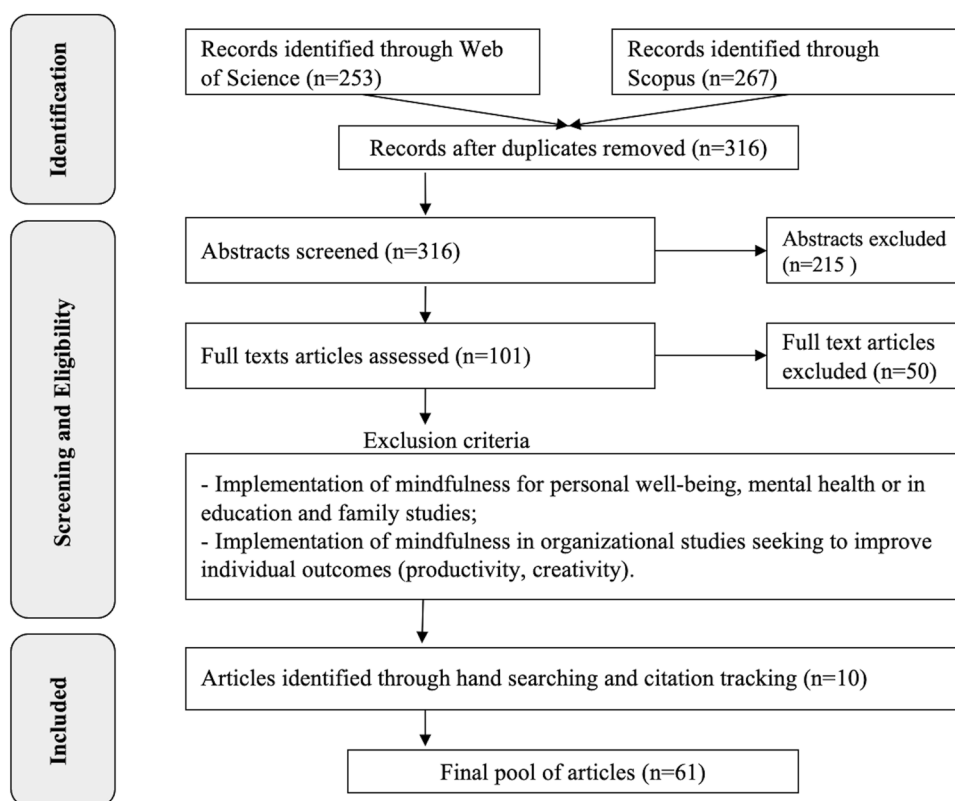 Identification
Records identified through Web
of Science (n=253)
Records identified through
Scopus (n=267)
Records after duplicates removed (n=316)
Screening and Eligibility
Abstracts screened (n=316)
Abstracts excluded
(n=215 )
Full texts articles assessed (n=101)
Full text articles
excluded (n=50)
Exclusion criteria
- Implementation of mindfulness for personal well-being, mental health or in
education and family studies;
- Implementation of mindfulness in organizational studies seeking to improve
individual outcomes (productivity, creativity).
Included
Articles identified through hand searching and citation tracking (n=10)
Final pool of articles (n=61)